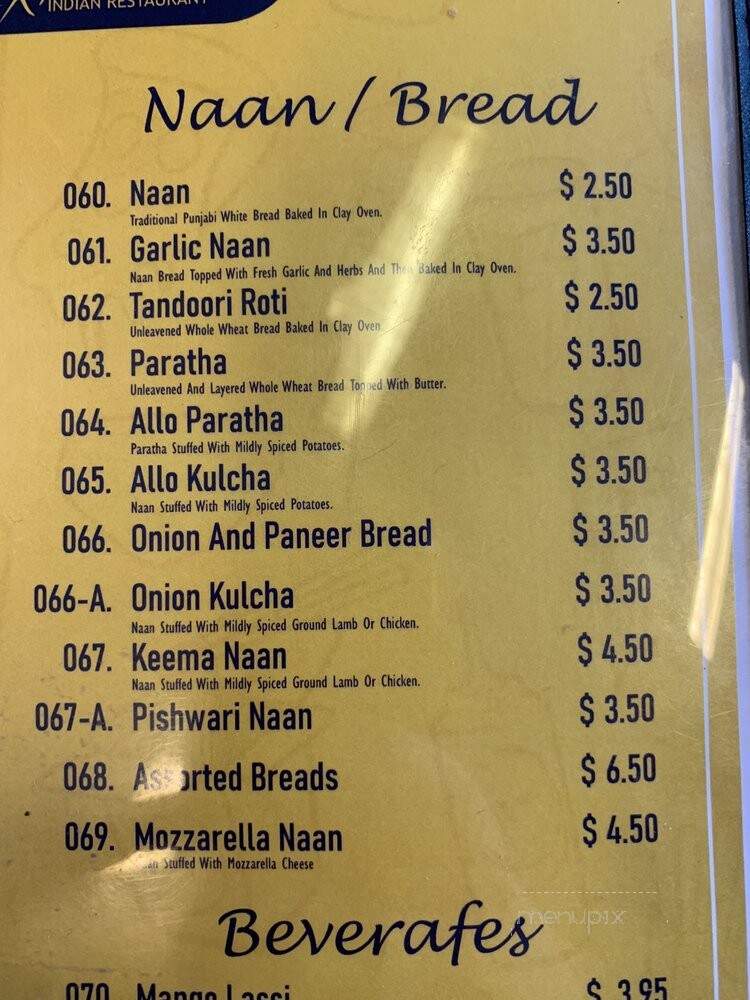 INDIAN RESTAURANT
Naan / Bread
060. Naan $ 2.50
Traditional Punjabi White Bread Baked In Clay Oven.
061. Garlic Naan $ 3.50
Naan Bread Topped With Fresh Garlic And Herbs And Then Baked In Clay Oven.
062. Tandoori Roti $ 2.50
Unleavened Whole Wheat Bread Baked In Clay Oven
063. Paratha $ 3.50
Unleavened And Layered Whole Wheat Bread Topped With Butter.
064. Allo Paratha $ 3.50
Paratha Stuffed With Mildly Spiced Potatoes.
065. Allo Kulcha $ 3.50
Naan Stuffed With Mildly Spiced Potatoes.
066. Onion And Paneer Bread $ 3.50
066-A. Onion Kulcha $ 3.50
Naan Stuffed With Mildly Spiced Ground Lamb Or Chicken.
067. Keema Naan $ 4.50
Naan Stuffed With Mildly Spiced Ground Lamb Or Chicken.
067-A. Pishwari Naan $ 3.50
068. Assorted Breads $ 6.50
069. Mozzarella Naan $ 4.50
Naan Stuffed With Mozzarella Cheese
menupix
Beverafes
070 Mango Lassi $ 3.95